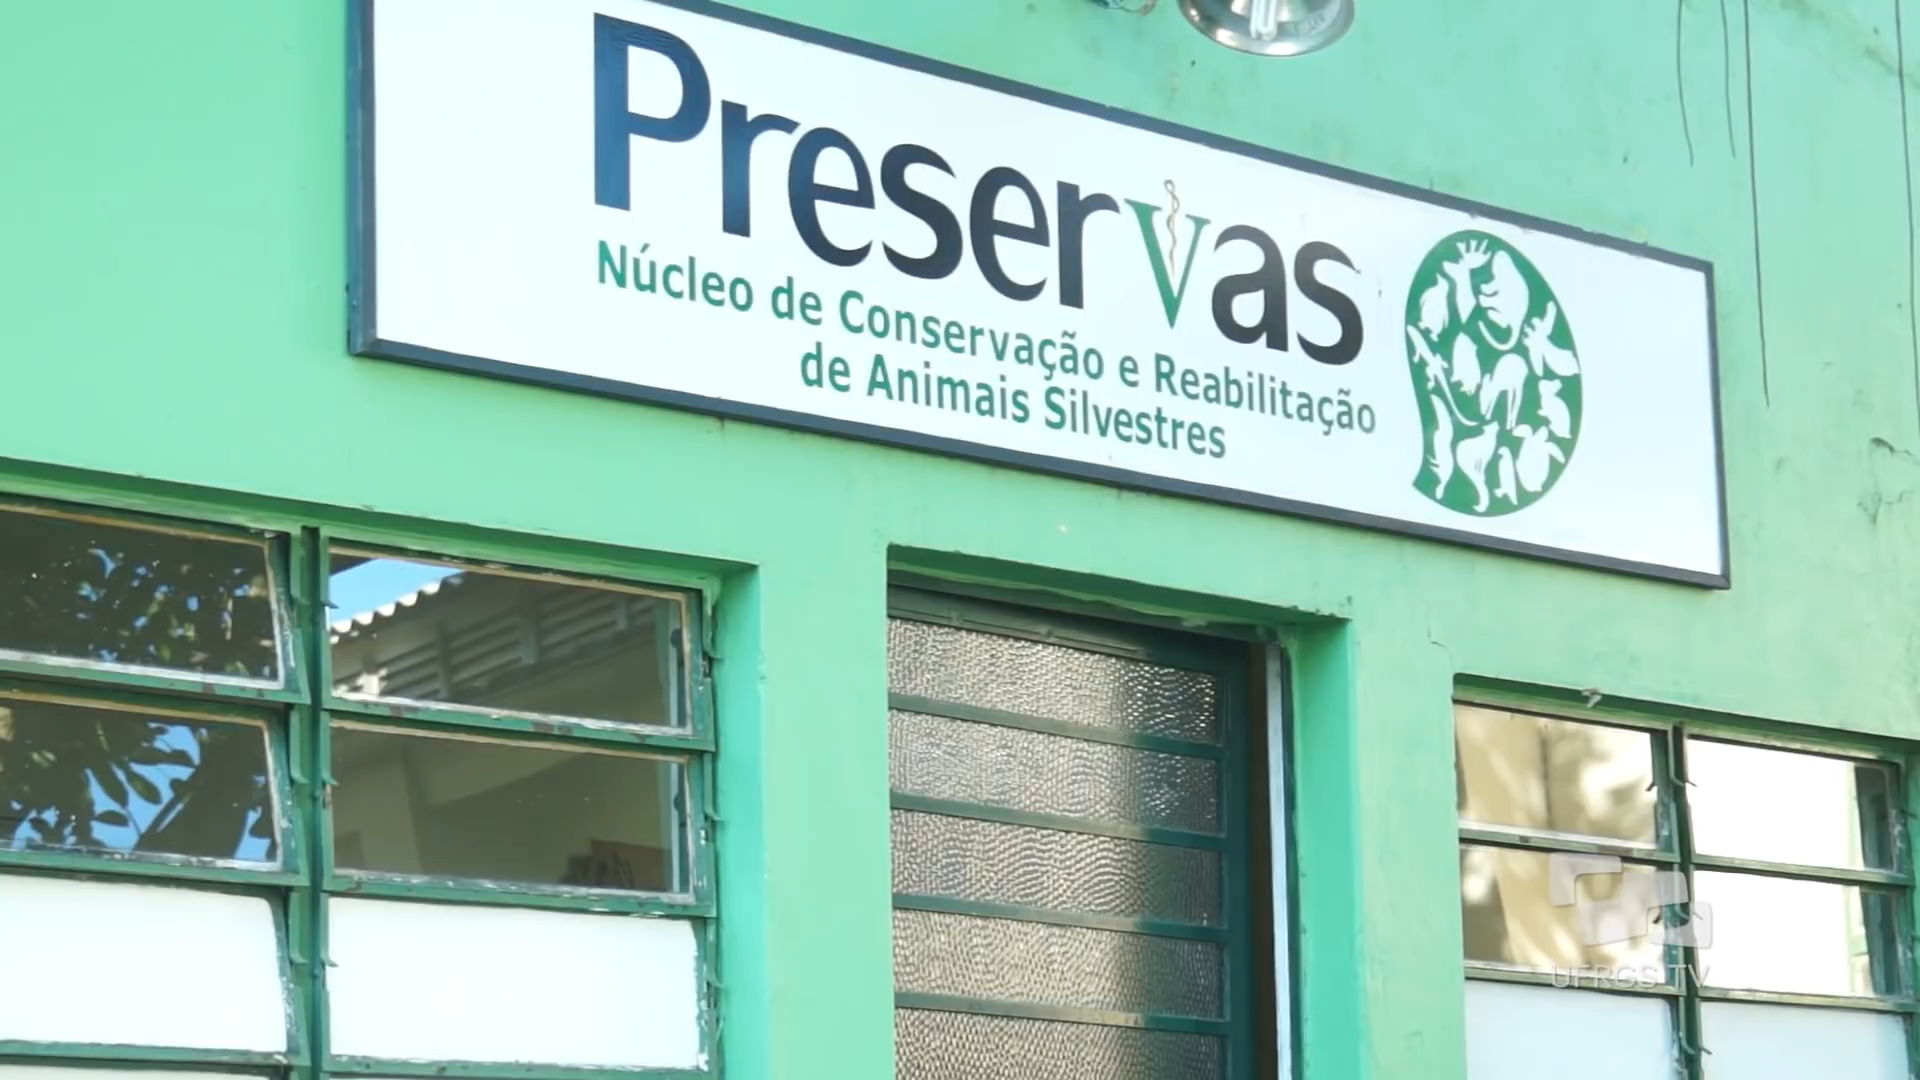 Preservas
Núcleo de Conservação e Reabilitação
de Animais Silvestres
UFRGS TV